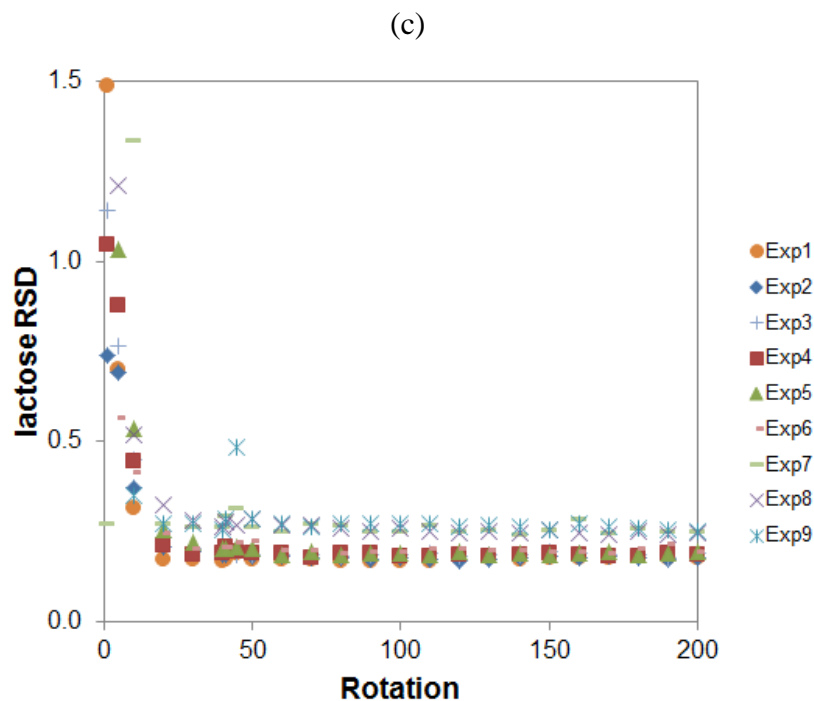 (c)
1.5
1.0
0.5
0.0
lactose RSD
0 50 100 150 200
Rotation
Exp1
Exp2
Exp3
Exp4
Exp5
Exp6
Exp7
Exp8
Exp9